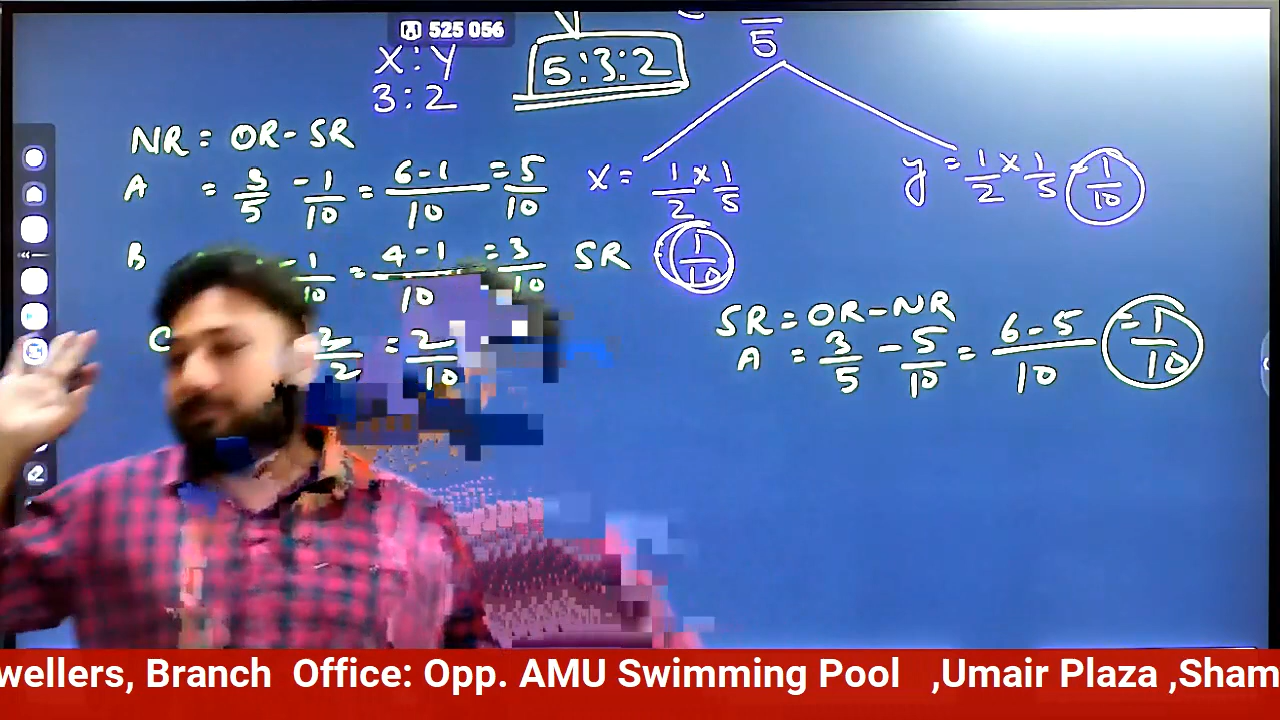 525 056
5
X : Y
3 : 2
5:3:2
NR = OR - SR
A = 3/5 - 1/10 = 6-1/10 = 5/10
x = 1/2 × 1/5
1/10
y = 1/2 × 1/5 = 1/10
B - 1/10 = 4-1/10 = 3/10 SR
C 2/2 = 2/10
SR = OR - NR
A = 3/5 - 5/10 = 6-5/10 = 1/10
wellers, Branch Office: Opp. AMU Swimming Pool ,Umair Plaza ,Sham